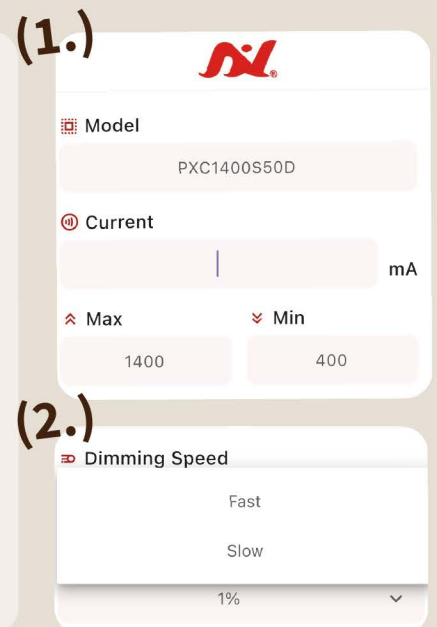 (1.)
Model
PXC1400S50D
Current
mA
Max
Min
1400
400
(2.)
Dimming Speed
Fast
Slow
1%